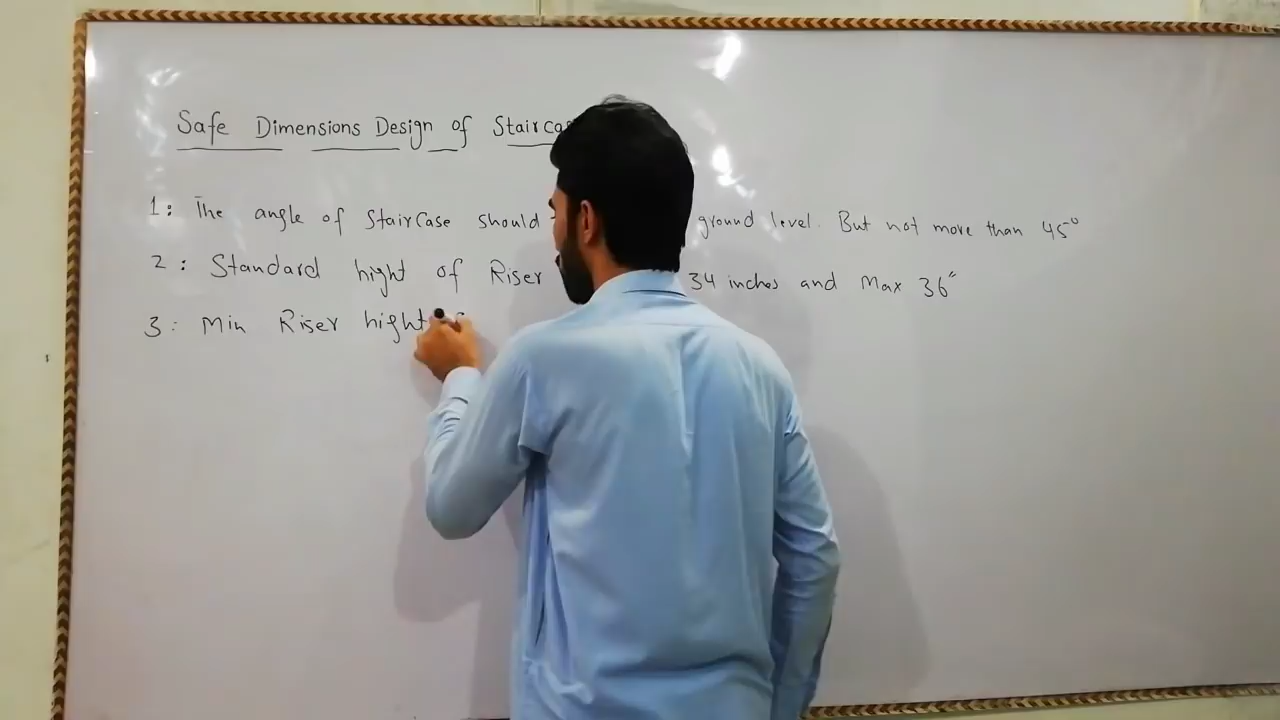 Safe Dimensions Design of Stairca
1: The angle of StairCase should ground level. But not more than 45°
2: Standard hight of Riser 34 inches and Max 36"
3: Min Riser hight